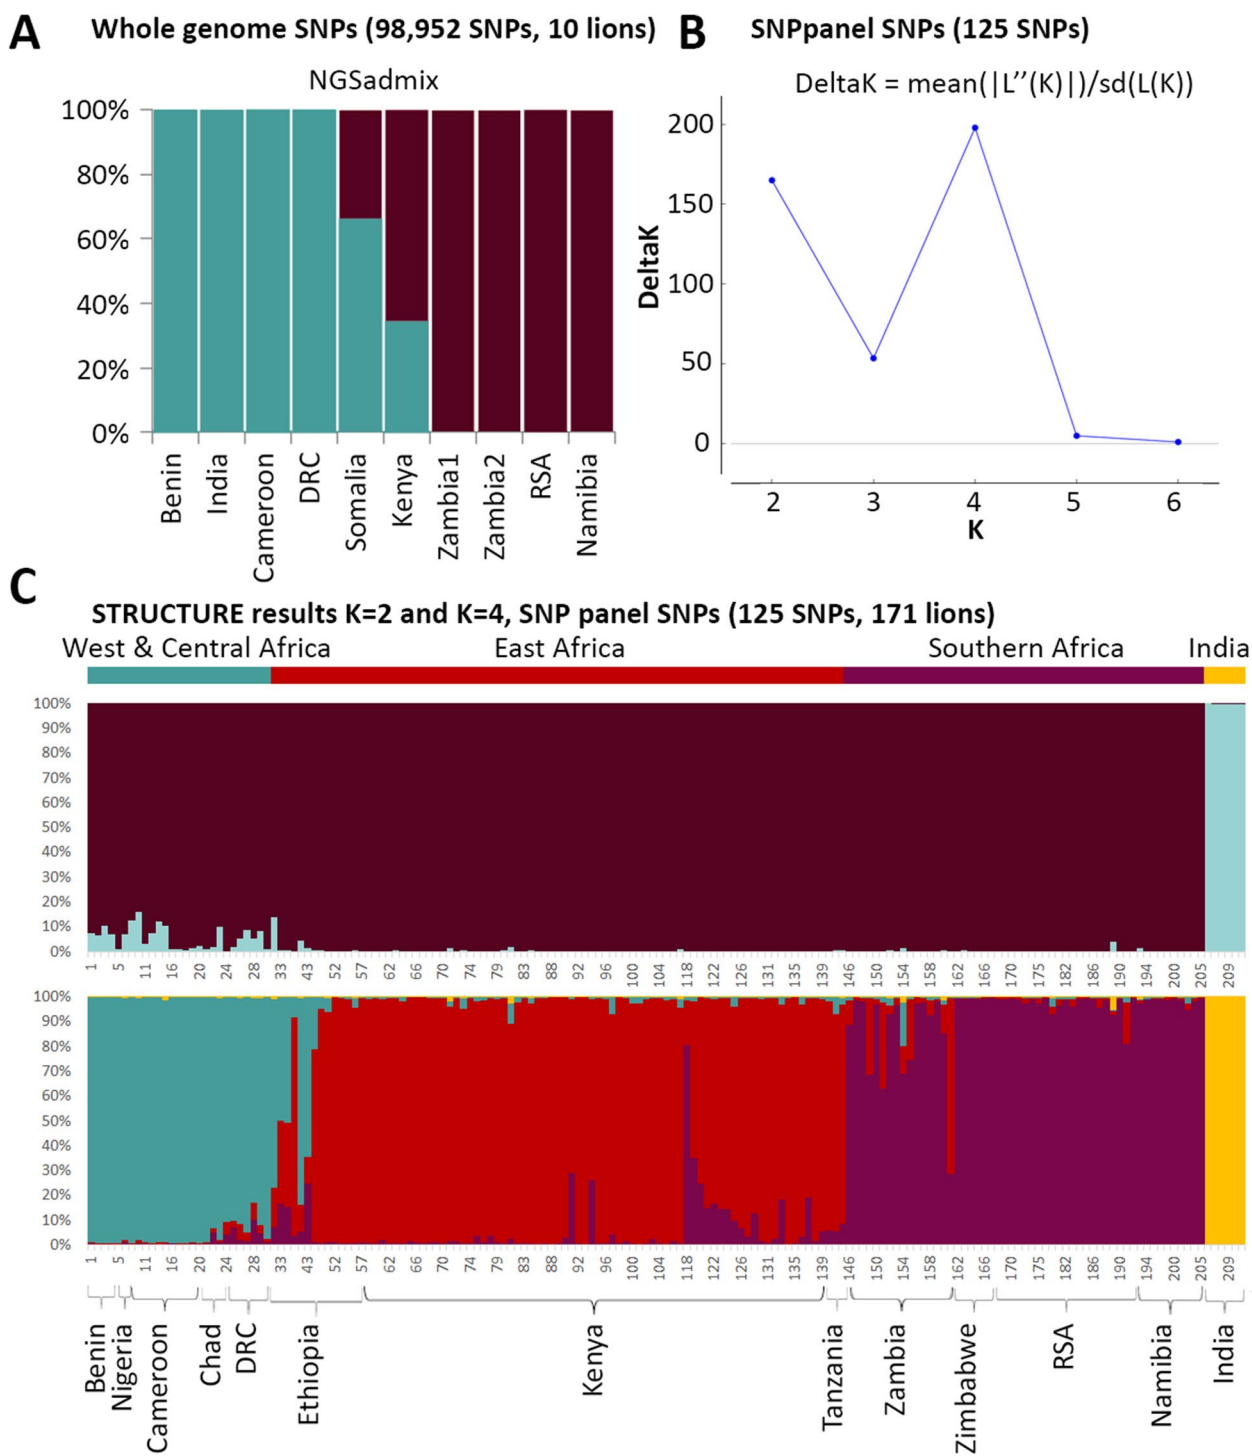 A Whole genome SNPs (98,952 SNPs, 10 lions)
NGSadmix
100%
80%
60%
40%
20%
0%
Benin
India
Cameroon
DRC
Somalia
Kenya
Zambia1
Zambia2
RSA
Namibia
B SNPpanel SNPs (125 SNPs)
DeltaK = mean(|L’’(K)|)/sd(L(K))
DeltaK
200
150
100
50
0
2 3 4 5 6
K
C
STRUCTURE results K=2 and K=4, SNP panel SNPs (125 SNPs, 171 lions)
West & Central Africa East Africa Southern Africa India
100%
90%
80%
70%
60%
50%
40%
30%
20%
10%
0%
1 5 11 16 20 24 28 33 43 52 57 62 66 70 74 79 83 88 92 96 100 104 118 122 126 131 135 139 146 150 154 158 162 166 170 175 182 186 190 194 200 205 209
100%
90%
80%
70%
60%
50%
40%
30%
20%
10%
0%
1 5 11 16 20 24 28 33 43 52 57 62 66 70 74 79 83 88 92 96 100 104 118 122 126 131 135 139 146 150 154 158 162 166 170 175 182 186 190 194 200 205 209
Benin
Nigeria
Cameroon
Chad
DRC
Ethiopia
Kenya
Tanzania
Zambia
Zimbabwe
RSA
Namibia
India